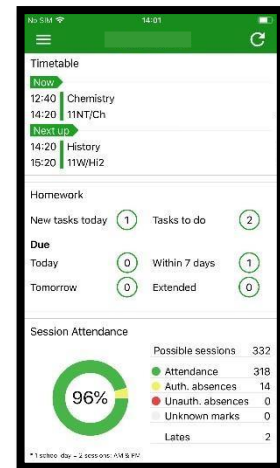 No SIM 14:01
Timetable
Now
12:40 Chemistry
14:20 11NT/Ch
Next up
14:20 History
15:20 11W/Hi2
Homework
New tasks today 1 Tasks to do 2
Due
Today 0 Within 7 days 1
Tomorrow 0 Extended 0
Session Attendance
Possible sessions 332
Attendance 318
Auth. absences 14
96%
Unauth. absences 0
Unknown marks 0
Lates 2
* 1 school day = 2 sessions: AM & PM